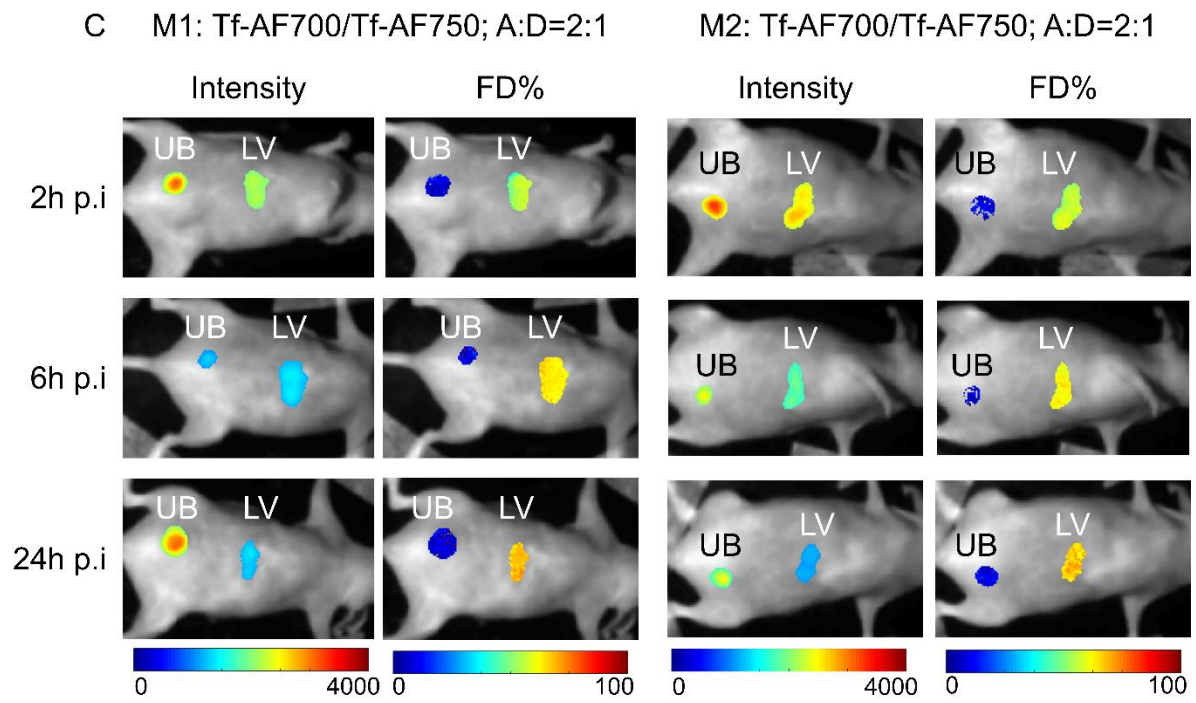 C M1: Tf-AF700/Tf-AF750; A:D=2:1 M2: Tf-AF700/Tf-AF750; A:D=2:1
Intensity FD% Intensity FD%
2h p.i UB LV UB LV UB LV UB LV
6h p.i UB LV UB LV UB LV UB LV
24h p.i UB LV UB LV UB LV UB LV
0 4000 0 100 0 4000 0 100